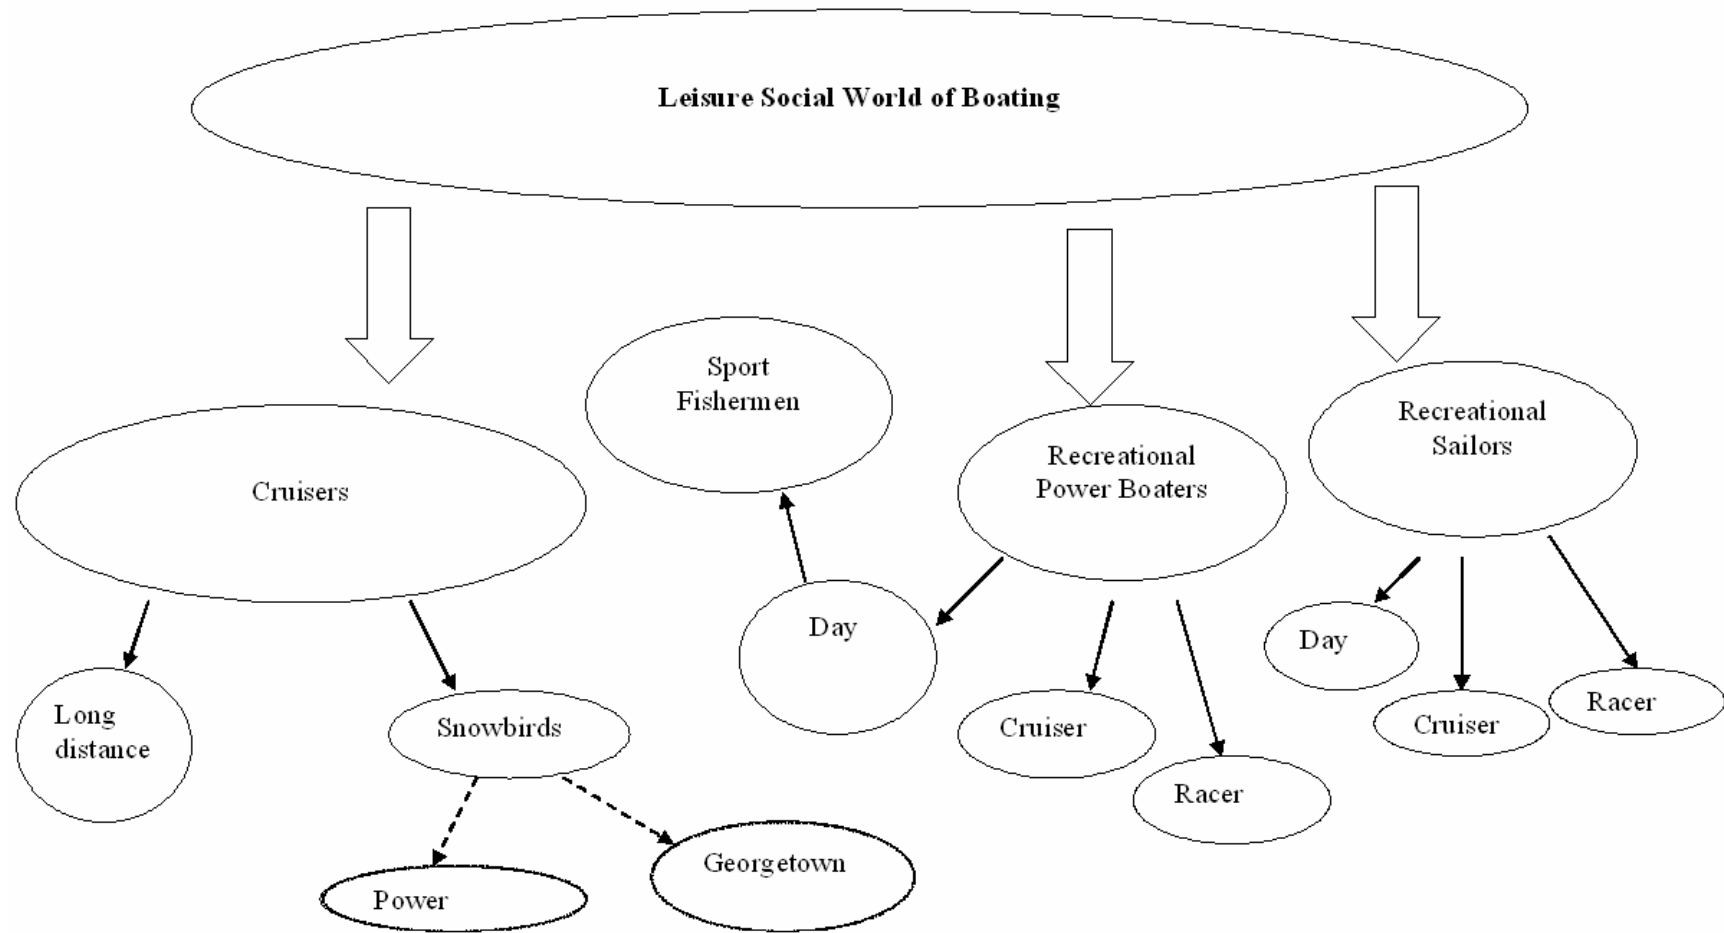 Leisure Social World of Boating
Sport
Fishermen
Recreational
Sailors
Recreational
Power Boaters
Cruisers
Day
Day
Long
distance
Snowbirds
Cruiser
Racer
Cruiser
Racer
Power
Georgetown